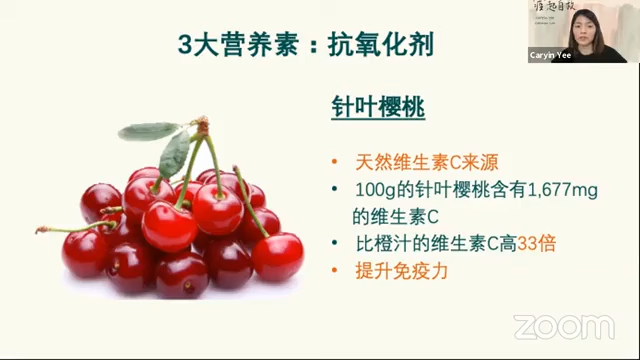 3大营养素：抗氧化剂
Caryin Yee
针叶樱桃
• 天然维生素C来源
• 100g的针叶樱桃含有1,677mg
的维生素C
• 比橙汁的维生素C高33倍
• 提升免疫力
zoom